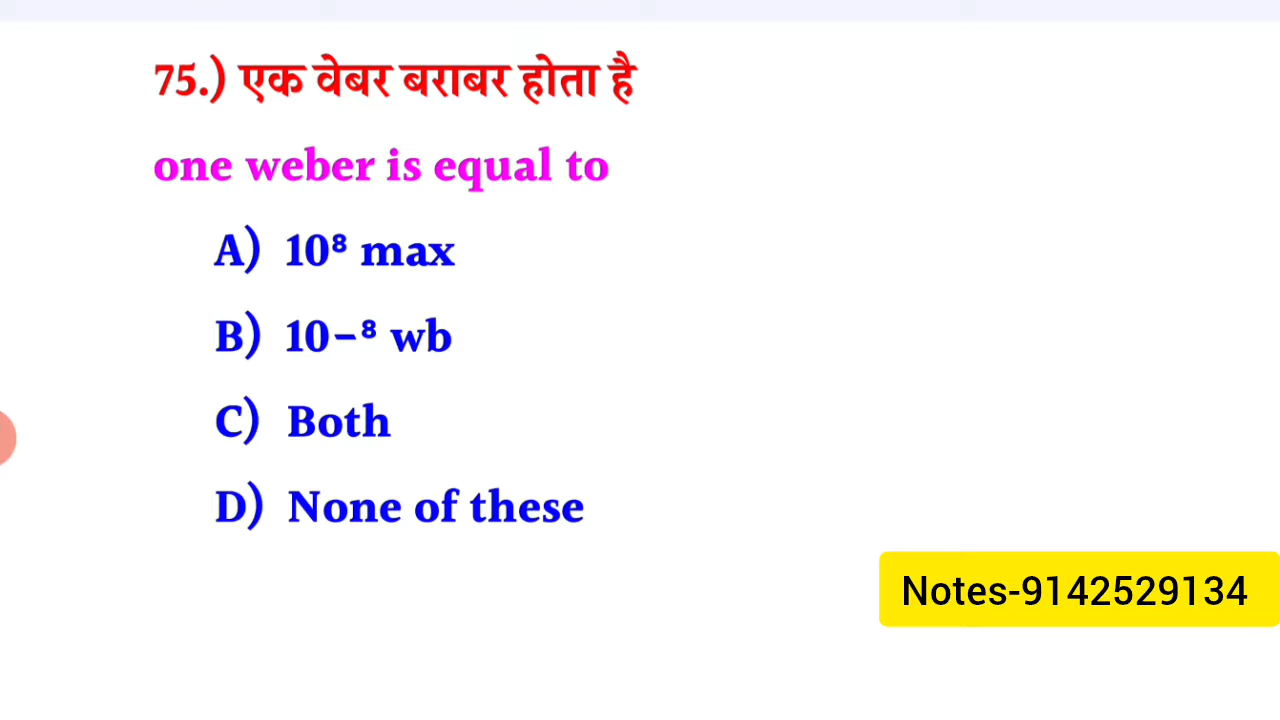 75.) एक वेबर बराबर होता है
one weber is equal to
A) 10⁸ max
B) 10−⁸ wb
C) Both
D) None of these
Notes-9142529134